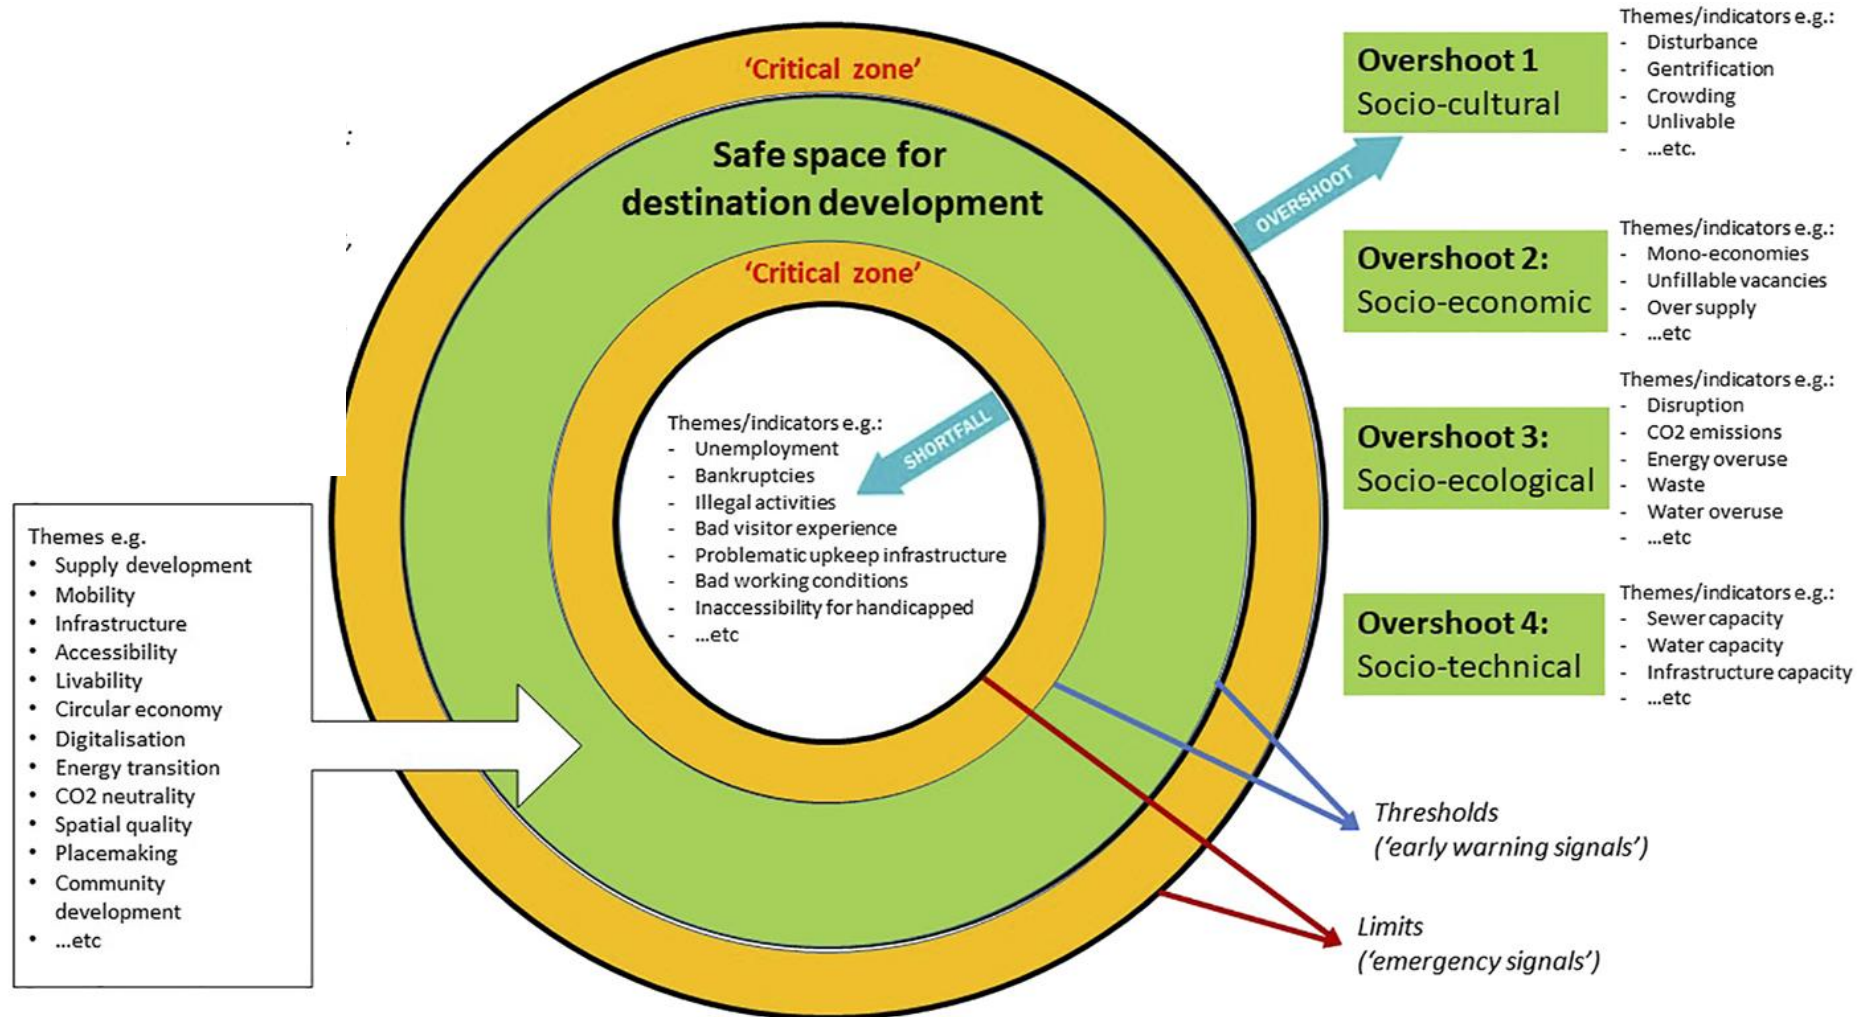 'Critical zone'
Safe space for
destination development
'Critical zone'
Themes/indicators e.g.:
- Unemployment
- Bankruptcies
- Illegal activities
- Bad visitor experience
- Problematic upkeep infrastructure
- Bad working conditions
- Inaccessibility for handicapped
- ...etc
SHORTFALL
OVERSHOOT
Themes e.g.
• Supply development
• Mobility
• Infrastructure
• Accessibility
• Livability
• Circular economy
• Digitalisation
• Energy transition
• CO2 neutrality
• Spatial quality
• Placemaking
• Community
development
• ...etc
Overshoot 1
Socio-cultural
Themes/indicators e.g.:
- Disturbance
- Gentrification
- Crowding
- Unlivable
- ...etc.
Overshoot 2:
Socio-economic
Themes/indicators e.g.:
- Mono-economies
- Unfillable vacancies
- Over supply
- ...etc
Overshoot 3:
Socio-ecological
Themes/indicators e.g.:
- Disruption
- CO2 emissions
- Energy overuse
- Waste
- Water overuse
- ...etc
Overshoot 4:
Socio-technical
Themes/indicators e.g.:
- Sewer capacity
- Water capacity
- Infrastructure capacity
- ...etc
Thresholds
('early warning signals')
Limits
('emergency signals')